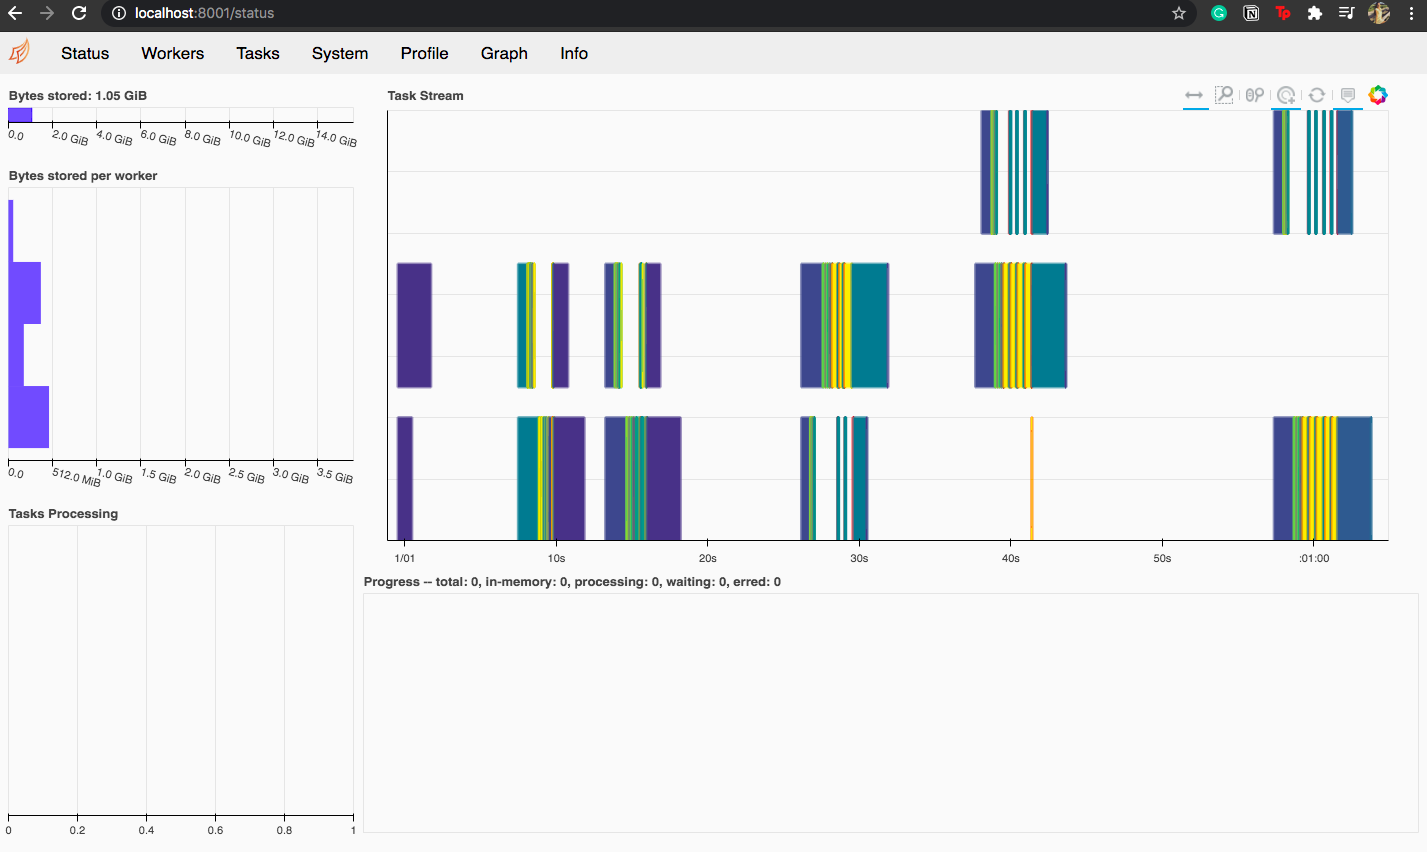 localhost:8001/status
Status Workers Tasks System Profile Graph Info
Bytes stored: 1.05 GiB
0.0 2.0 GiB 4.0 GiB 6.0 GiB 8.0 GiB 10.0 GiB 12.0 GiB 14.0 GiB
Bytes stored per worker
0.0 512.0 MiB 1.0 GiB 1.5 GiB 2.0 GiB 2.5 GiB 3.0 GiB 3.5 GiB
Tasks Processing
0 0.2 0.4 0.6 0.8 1
Task Stream
1/01 10s 20s 30s 40s 50s :01:00
Progress -- total: 0, in-memory: 0, processing: 0, waiting: 0, erred: 0